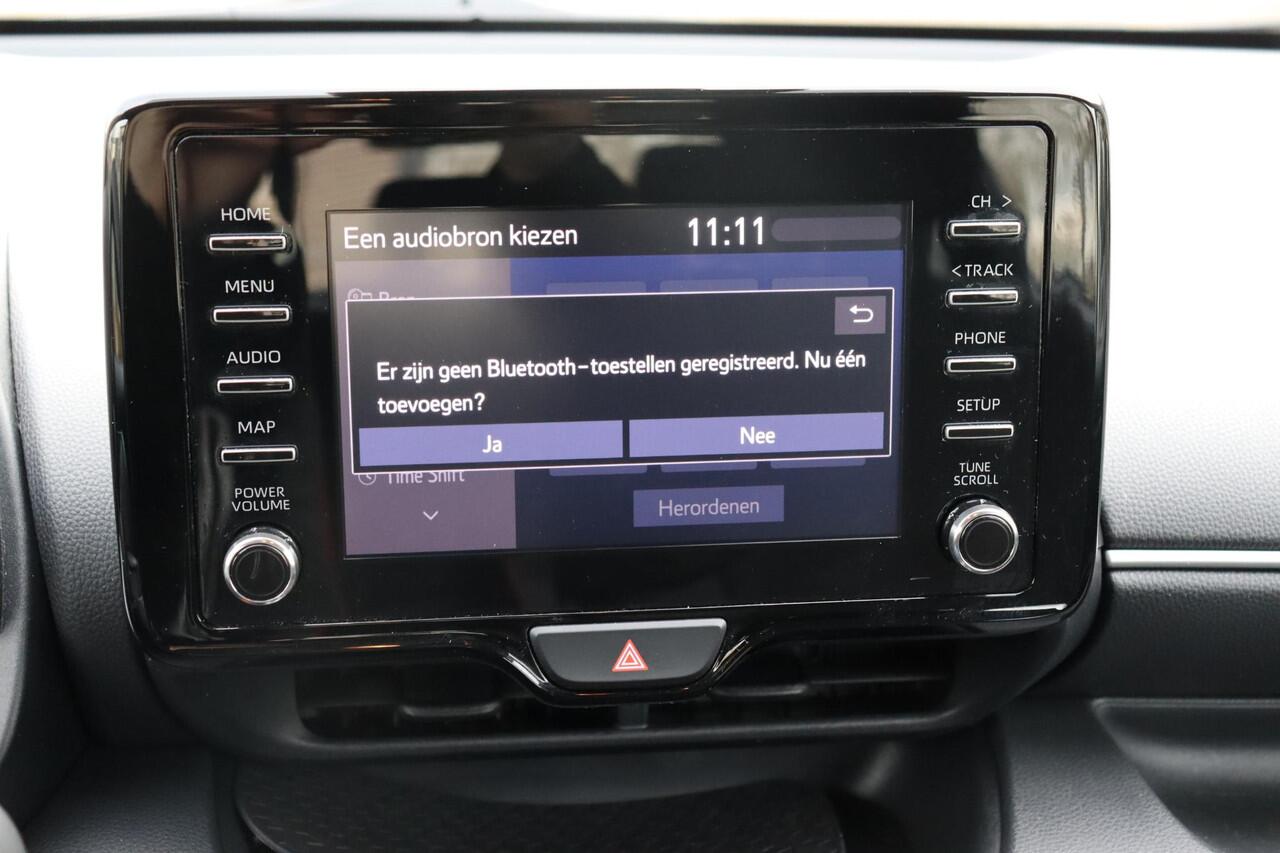 HOME
MENU
AUDIO
MAP
POWER
VOLUME
Een audiobron kiezen 11:11
Er zijn geen Bluetooth-toestellen geregistreerd. Nu één
toevoegen?
Ja Nee
Time Shift
Herordenen
CH >
< TRACK
PHONE
SETUP
TUNE
SCROLL